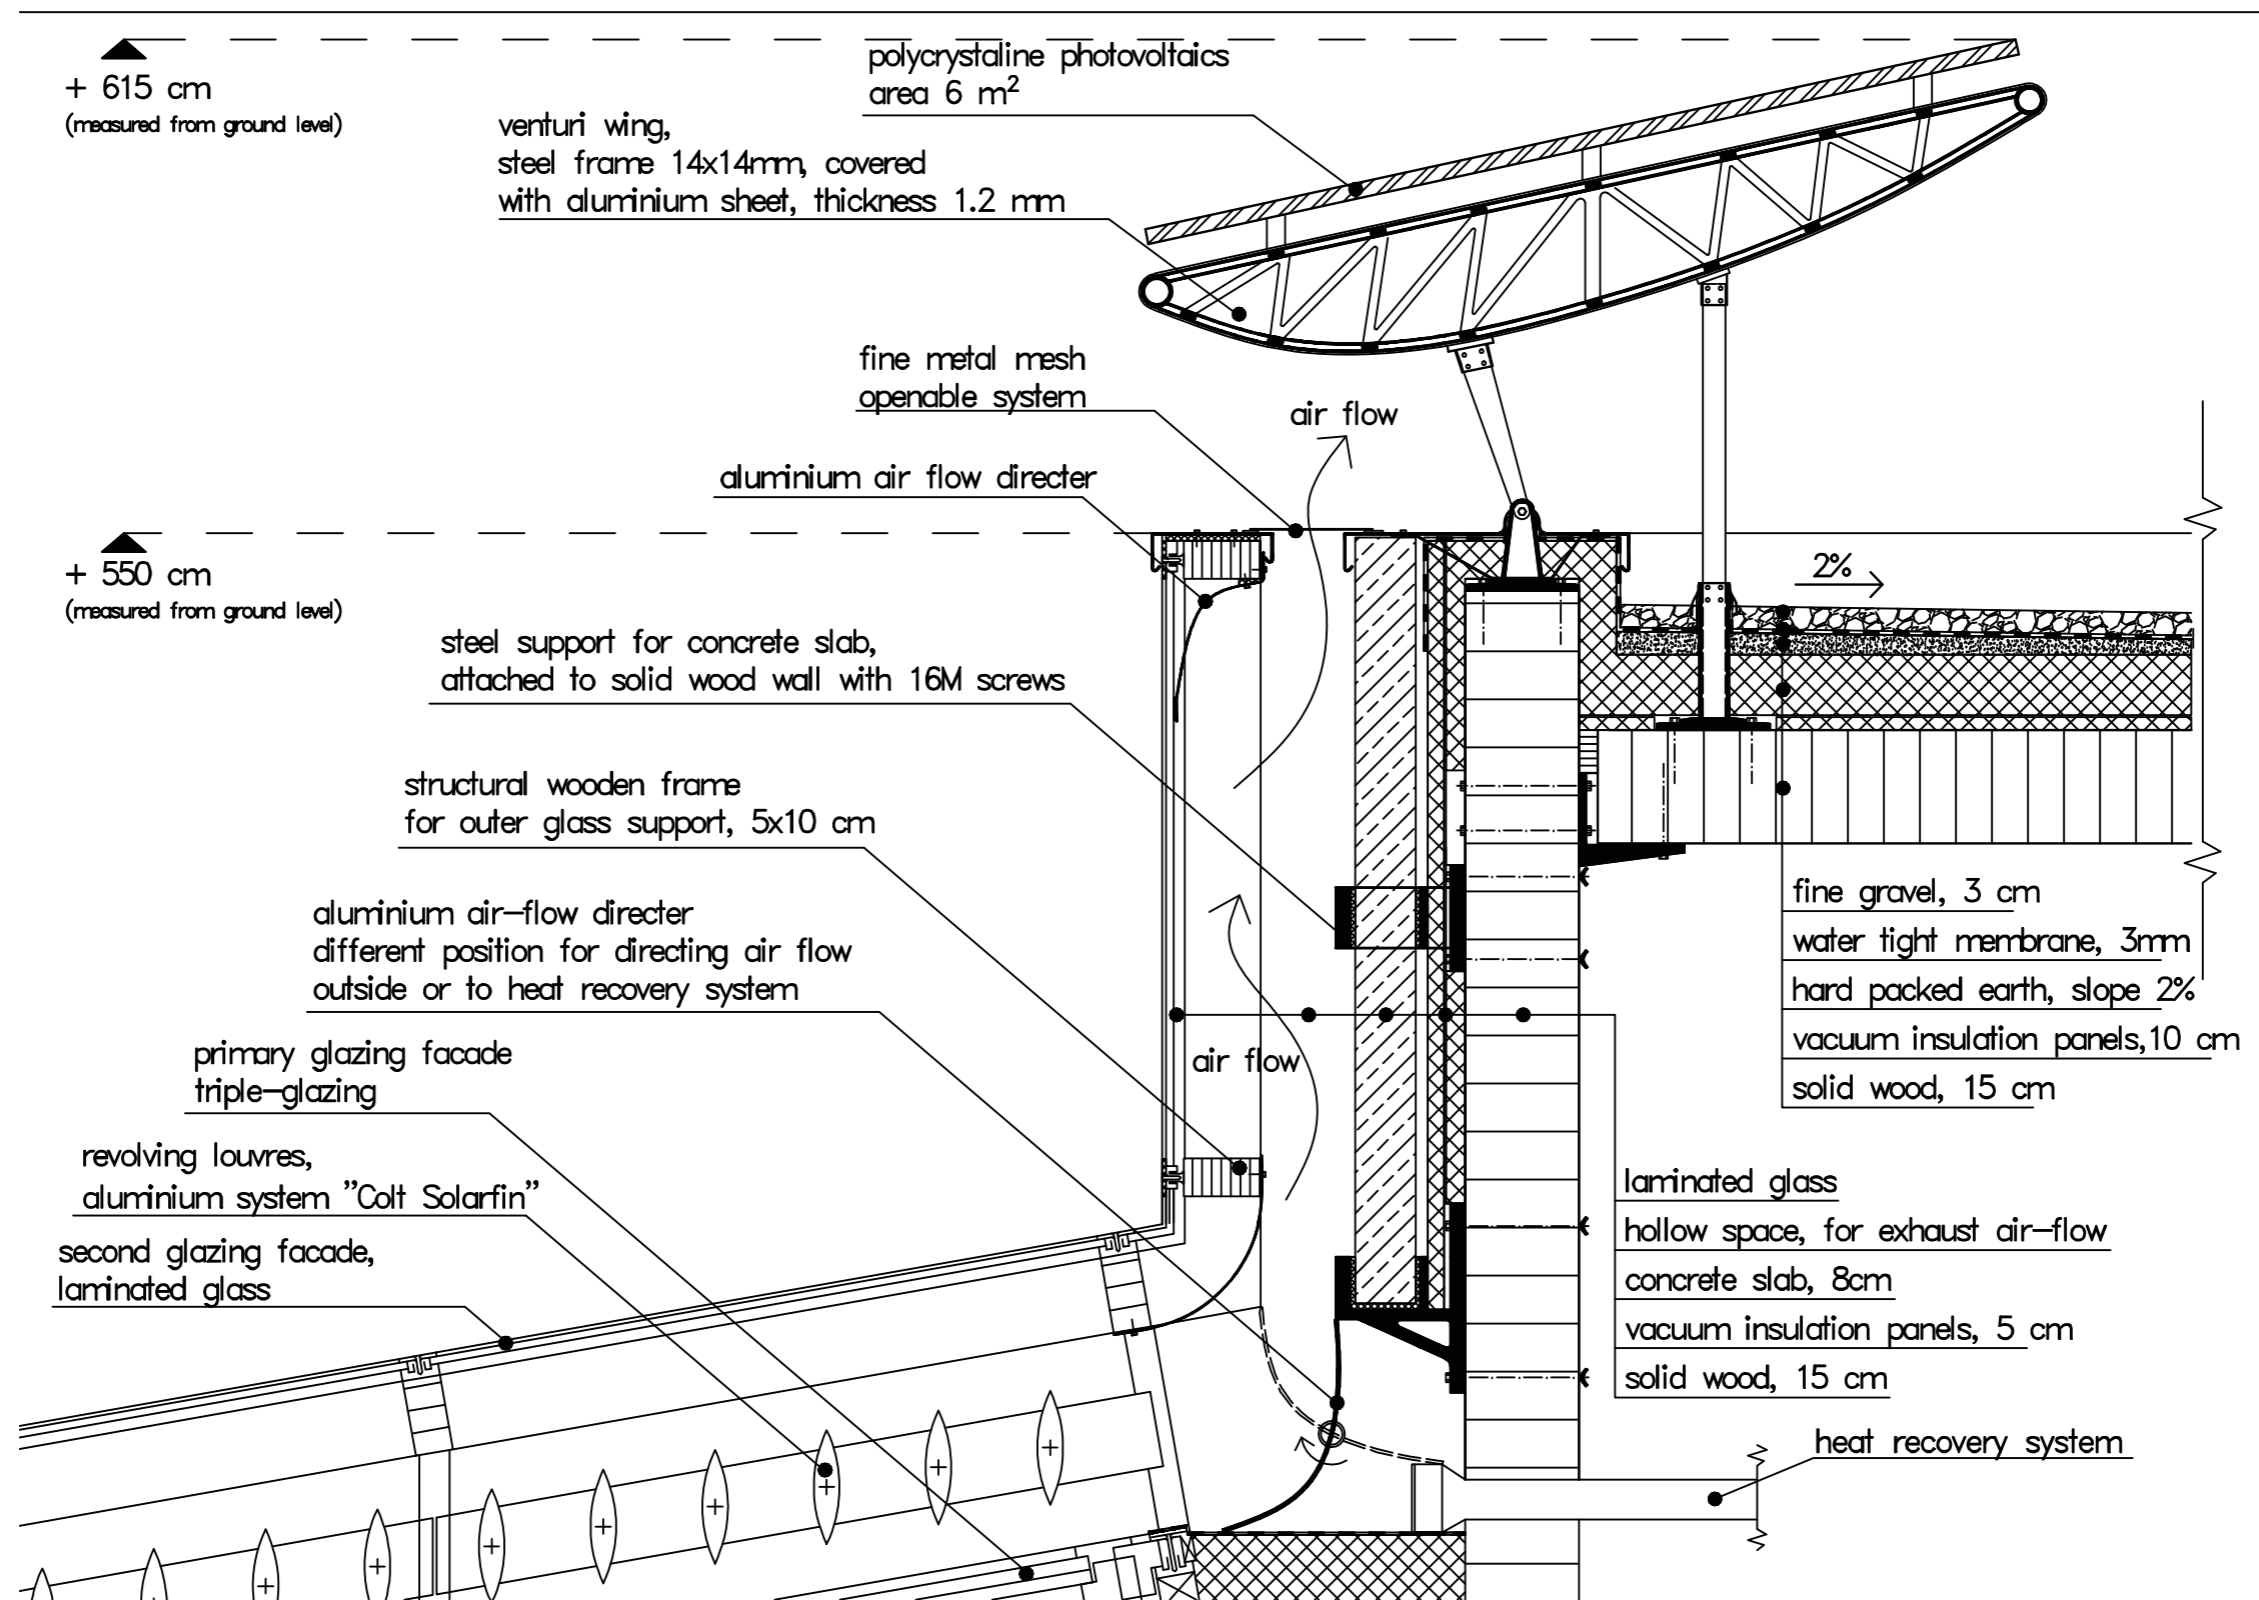 + 615 cm
(measured from ground level)
polycrystaline photovoltaics
area 6 m²
venturi wing,
steel frame 14x14mm, covered
with aluminium sheet, thickness 1.2 mm
fine metal mesh
openable system
air flow
aluminium air flow directer
+ 550 cm
(measured from ground level)
2%
steel support for concrete slab,
attached to solid wood wall with 16M screws
structural wooden frame
for outer glass support, 5x10 cm
aluminium air-flow directer
different position for directing air flow
outside or to heat recovery system
fine gravel, 3 cm
water tight membrane, 3mm
hard packed earth, slope 2%
vacuum insulation panels,10 cm
solid wood, 15 cm
air flow
primary glazing facade
triple-glazing
revolving louvres,
aluminium system "Colt Solarfin"
second glazing facade,
laminated glass
laminated glass
hollow space, for exhaust air-flow
concrete slab, 8cm
vacuum insulation panels, 5 cm
solid wood, 15 cm
heat recovery system